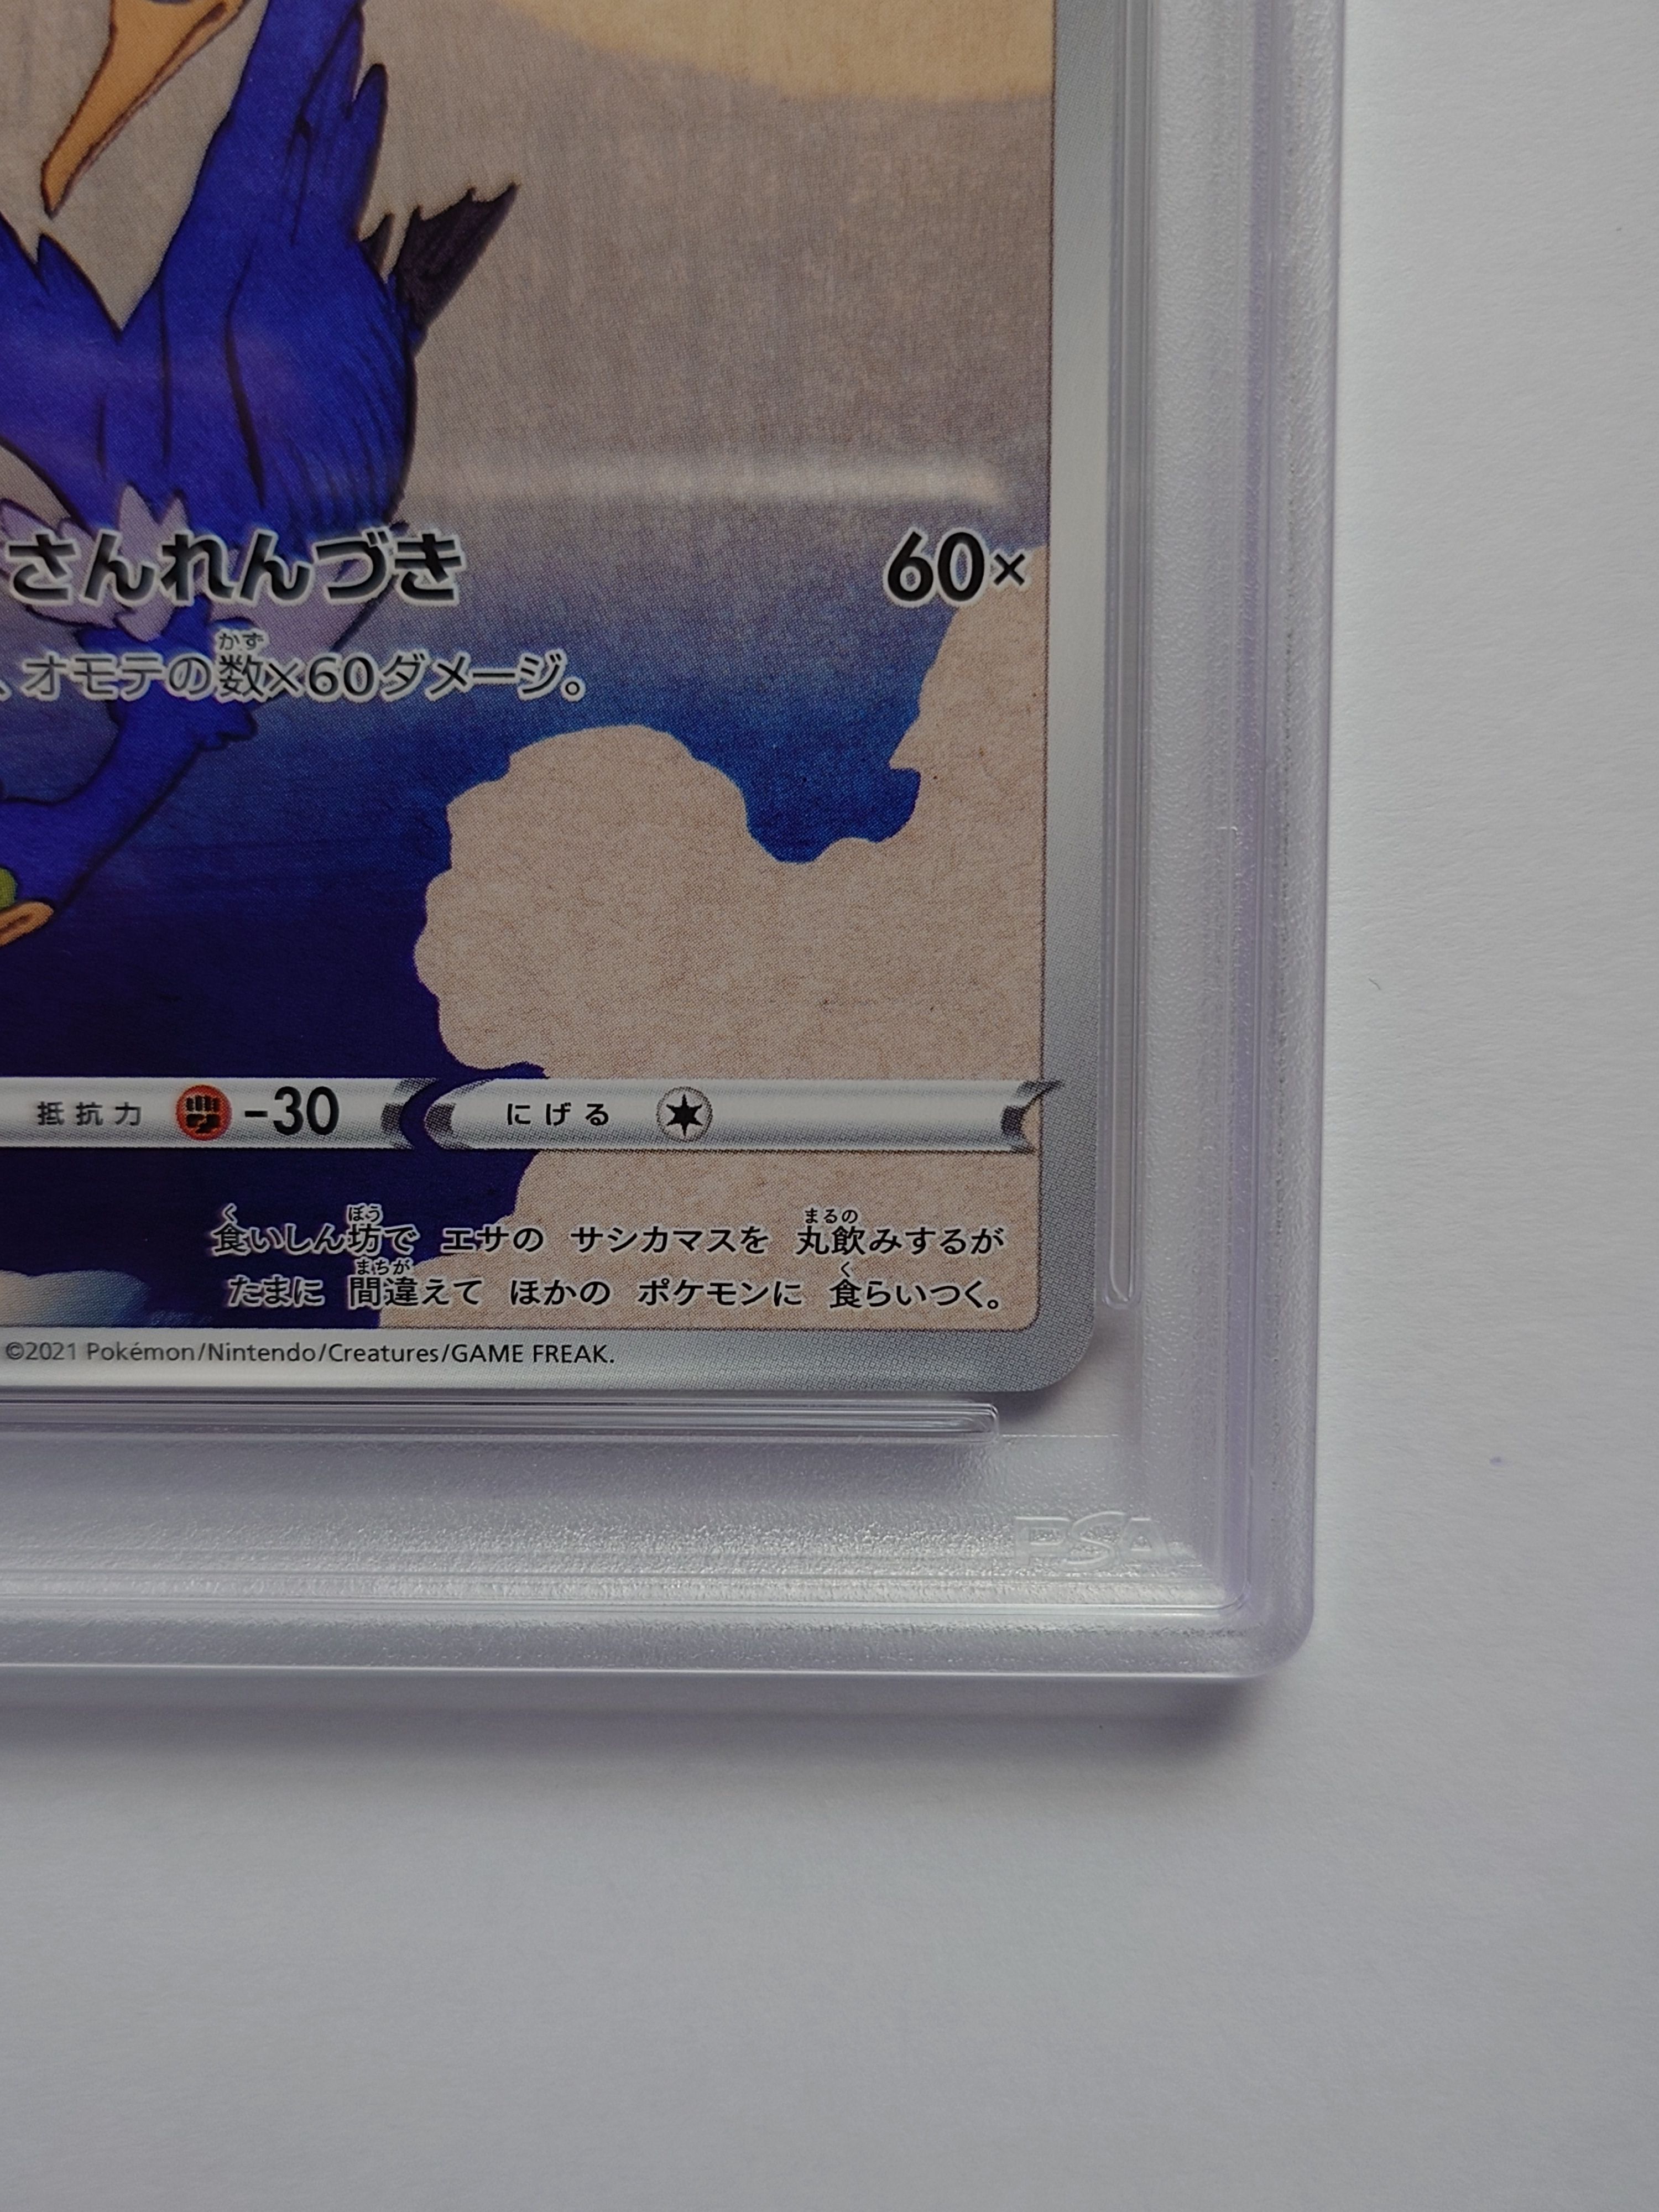 さんれんづき 60×
、オモテの数×60ダメージ。
かず
抵抗力 -30 にげる
食いしん坊で エサの サシカマスを 丸飲みするが
く ぼう まるの
たまに 間違えて ほかの ポケモンに 食らいつく。
まちが く
©2021 Pokémon/Nintendo/Creatures/GAME FREAK.
PSA